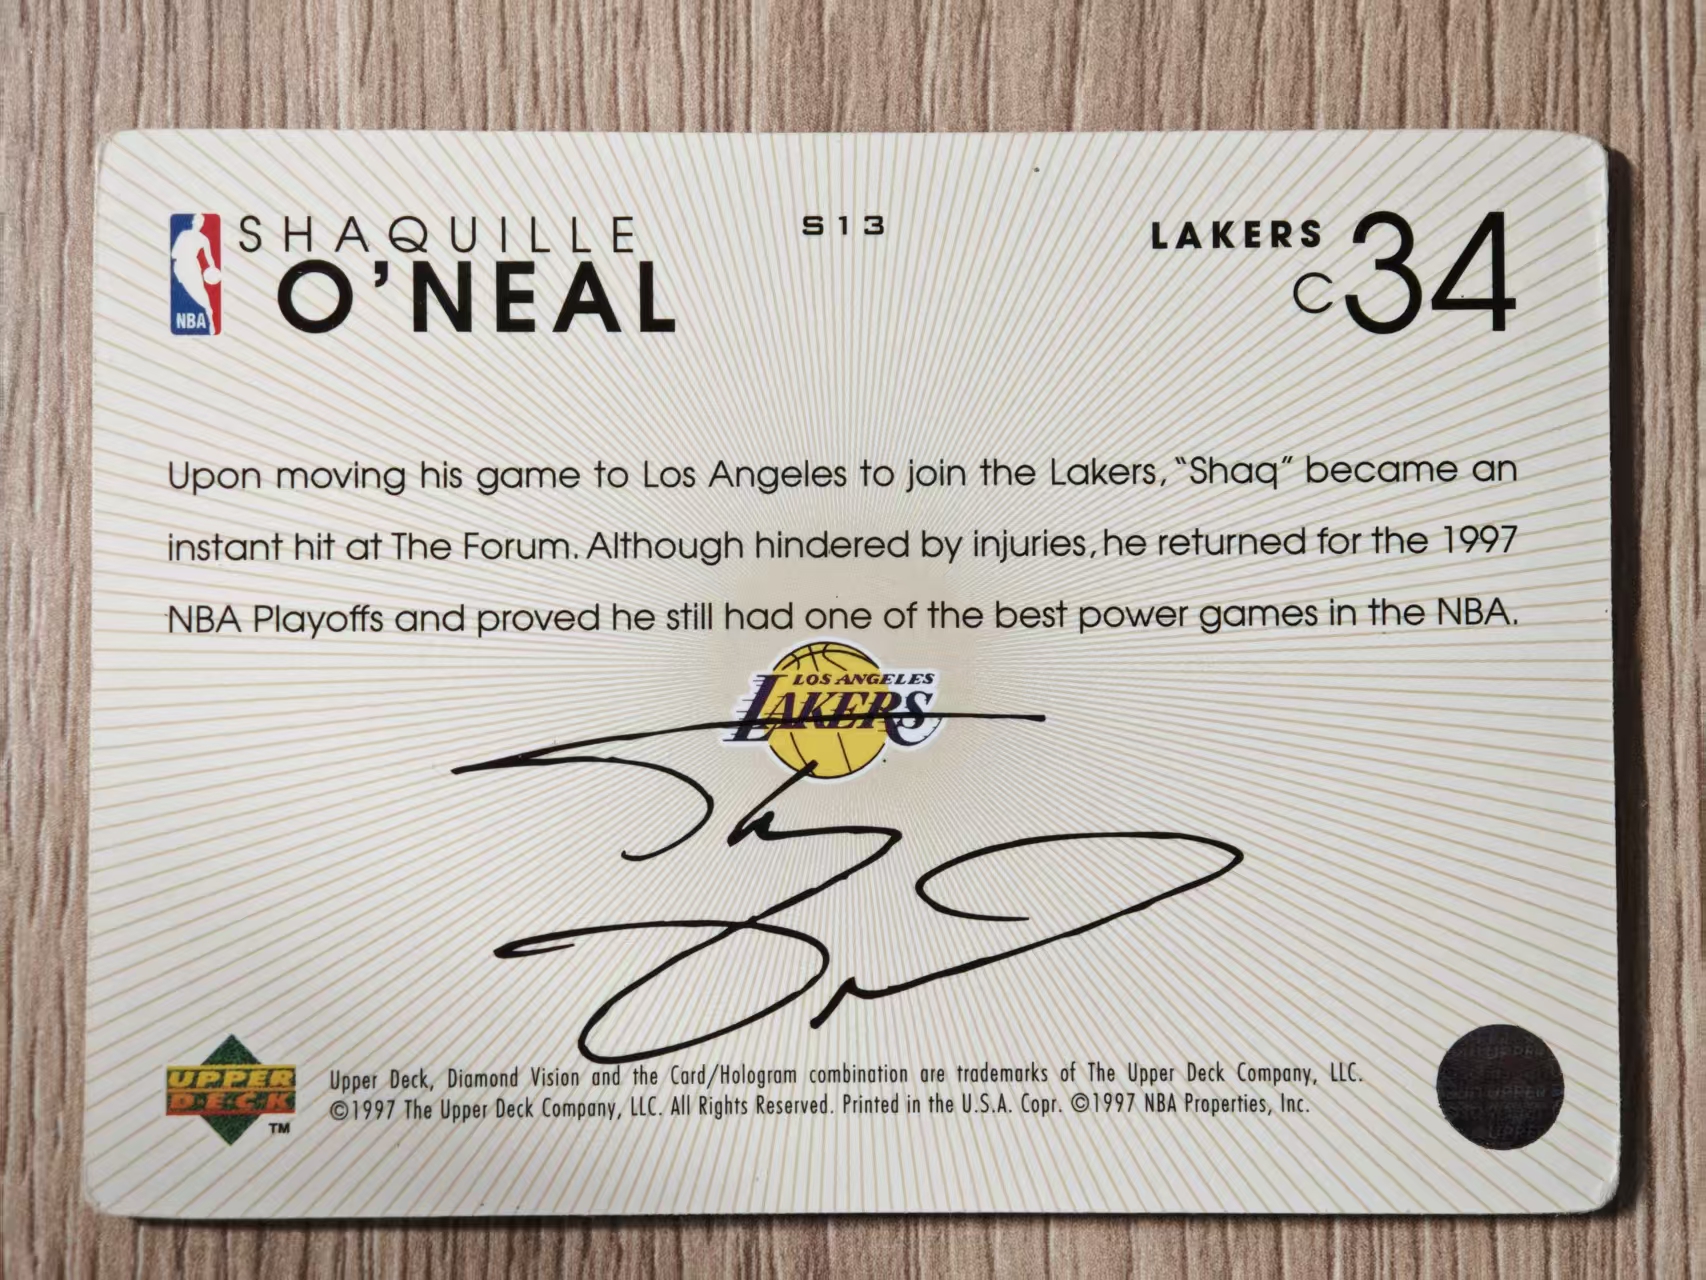 SHAQUILLE
O'NEAL
NBA
S13
LAKERS
C 34
Upon moving his game to Los Angeles to join the Lakers, "Shaq" became an
instant hit at The Forum. Although hindered by injuries, he returned for the 1997
NBA Playoffs and proved he still had one of the best power games in the NBA.
LOS ANGELES
LAKERS
UPPER
DECK
TM
Upper Deck, Diamond Vision and the Card/Hologram combination are trademarks of The Upper Deck Company, LLC.
©1997 The Upper Deck Company, LLC. All Rights Reserved. Printed in the U.S.A. Copr. ©1997 NBA Properties, Inc.